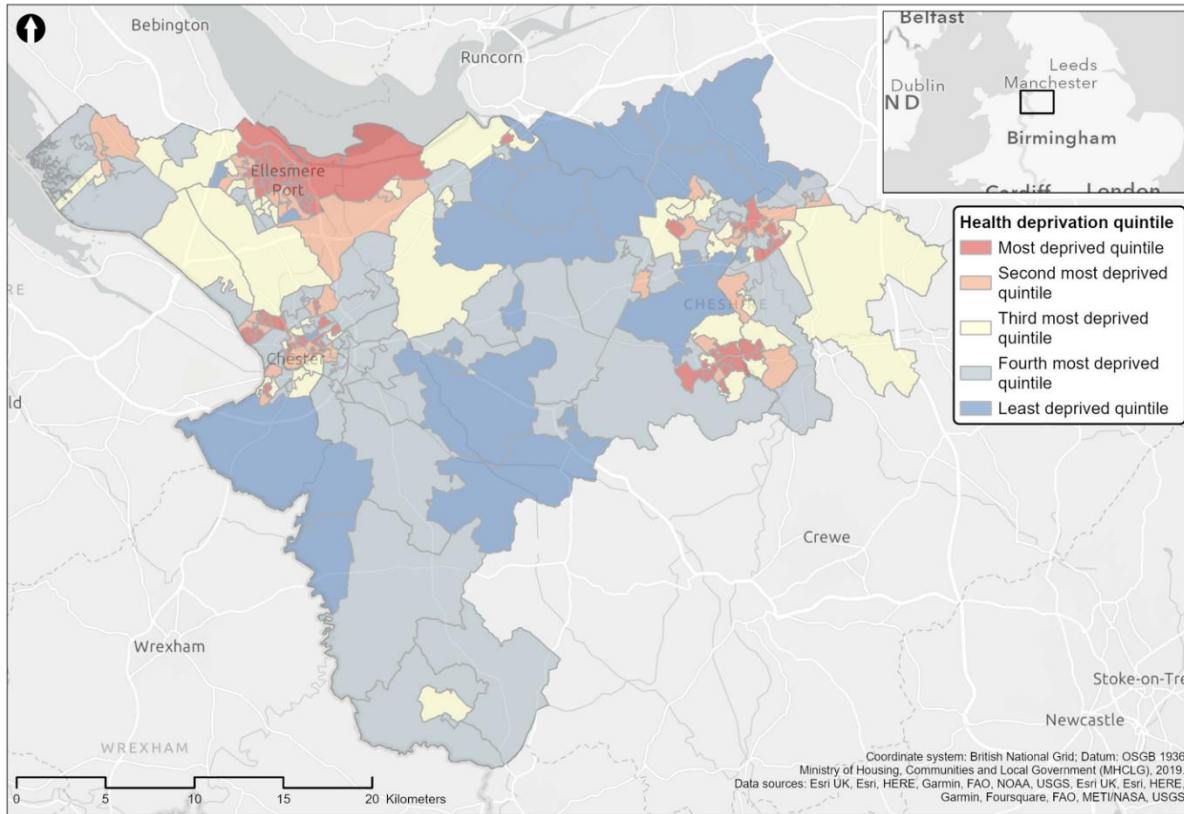 Bebington
Runcorn
Belfast
Leeds
Dublin
Manchester
N D
Birmingham
Cardiff
London
Ellesmere
Port
RE
CHESHIRE
Chester
ld
Health deprivation quintile
Most deprived quintile
Second most deprived
quintile
Third most deprived
quintile
Fourth most deprived
quintile
Least deprived quintile
Crewe
Wrexham
Stoke-on-Tre
Newcastle
WREXHAM
Coordinate system: British National Grid; Datum: OSGB 1936
Ministry of Housing, Communities and Local Government (MHCLG), 2019.
Data sources: Esri UK, Esri, HERE, Garmin, FAO, NOAA, USGS, Esri UK, Esri, HERE,
Garmin, Foursquare, FAO, METI/NASA, USGS
0 5 10 15 20 Kilometers